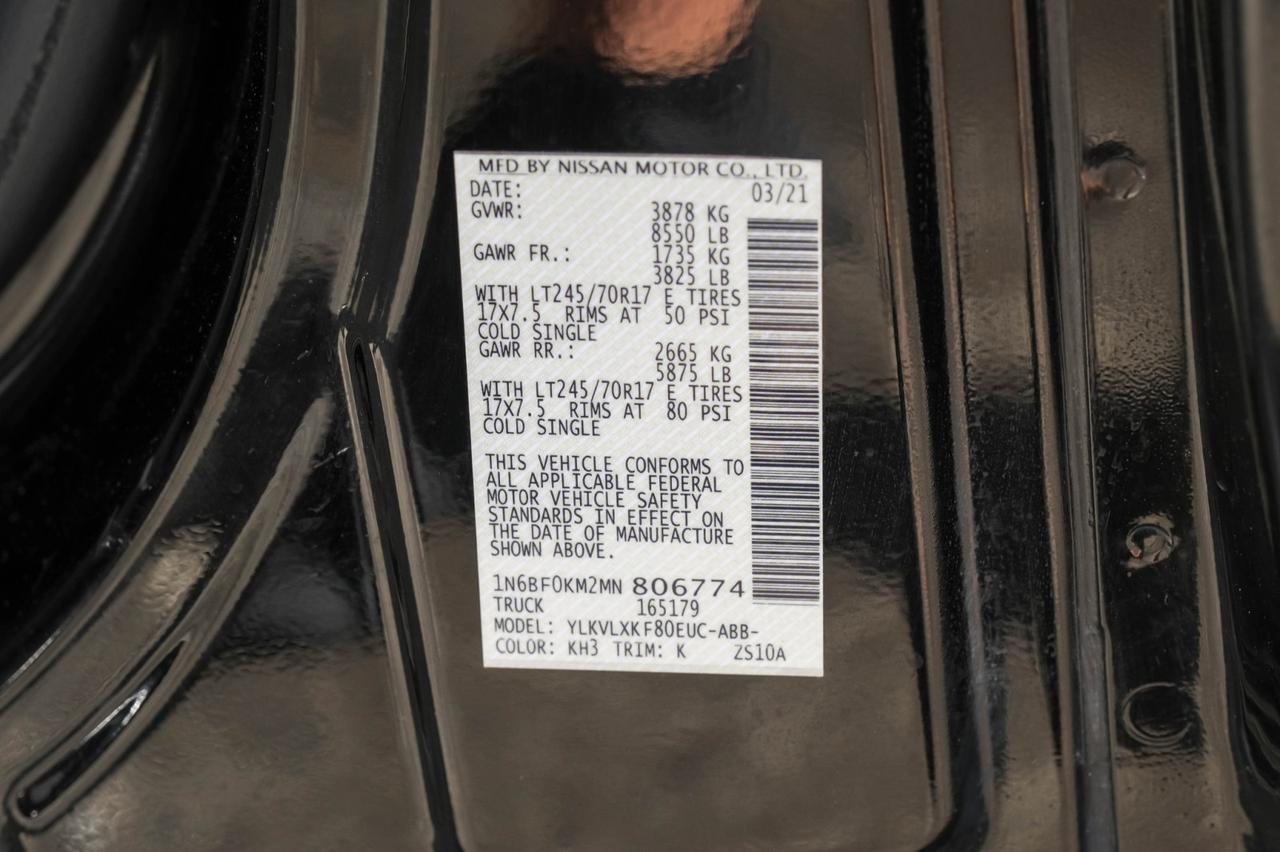 MFD BY NISSAN MOTOR CO., LTD.
DATE: 03/21
GVWR: 3878 KG
8550 LB
GAWR FR.: 1735 KG
3825 LB
WITH LT245/70R17 E TIRES
17X7.5 RIMS AT 50 PSI
COLD SINGLE
GAWR RR.: 2665 KG
5875 LB
WITH LT245/70R17 E TIRES
17X7.5 RIMS AT 80 PSI
COLD SINGLE
THIS VEHICLE CONFORMS TO
ALL APPLICABLE FEDERAL
MOTOR VEHICLE SAFETY
STANDARDS IN EFFECT ON
THE DATE OF MANUFACTURE
SHOWN ABOVE.
1N6BF0KM2MN 806774
TRUCK 165179
MODEL: YLKVLXKF80EUC-ABB-
COLOR: KH3 TRIM: K ZS10A